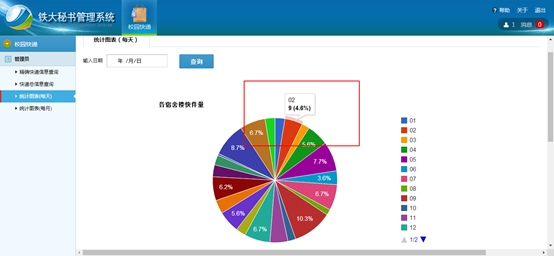 铁大秘书管理系统
校园快递
帮助 关于 退出
1 消息 0
校园快递
管理员
精确快递信息查询
快递总信息查询
统计图表(每天)
统计图表(每月)
统计图表（每天）
输入日期 年 /月/日 查询
各宿舍楼快件量
02
9 (4.6%)
5.6%
7.7%
3.6%
6.7%
10.3%
6.7%
5.6%
6.2%
8.7%
6.7%
01
02
03
04
05
06
07
08
09
10
11
12
1/2